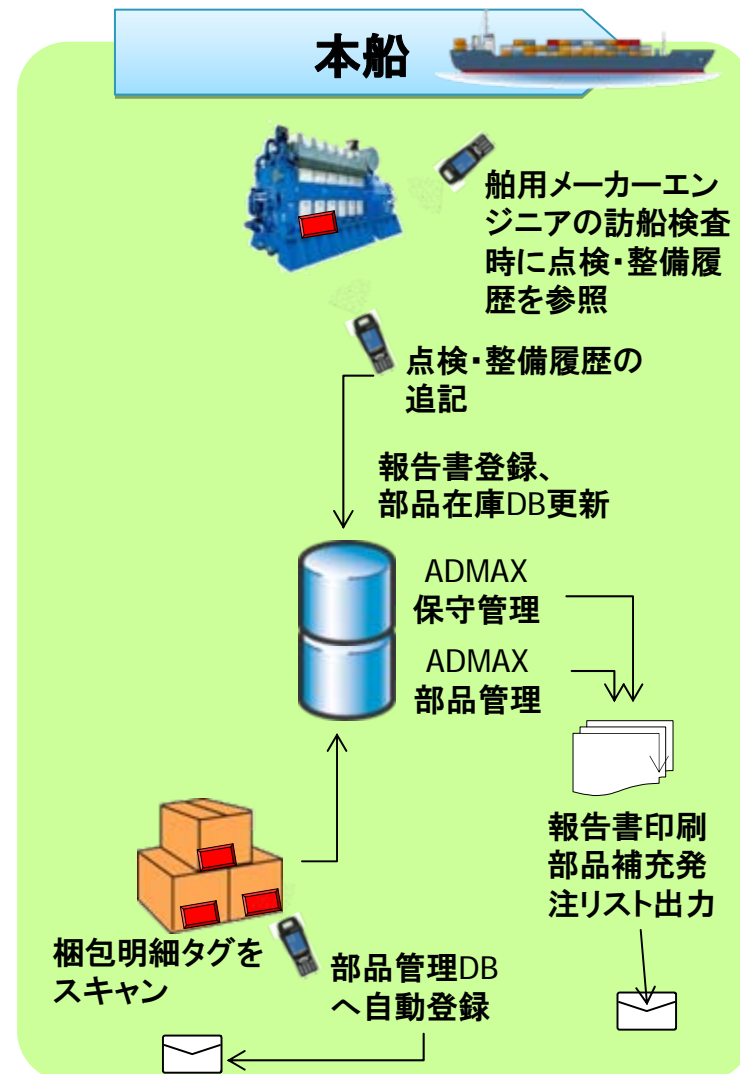 本船
舶用メーカーエン
ジニアの訪船検査
時に点検・整備履
歴を参照
点検・整備履歴の
追記
報告書登録、
部品在庫DB更新
ADMAX
保守管理
ADMAX
部品管理
報告書印刷
部品補充発
注リスト出力
梱包明細タグを
スキャン
部品管理DB
へ自動登録